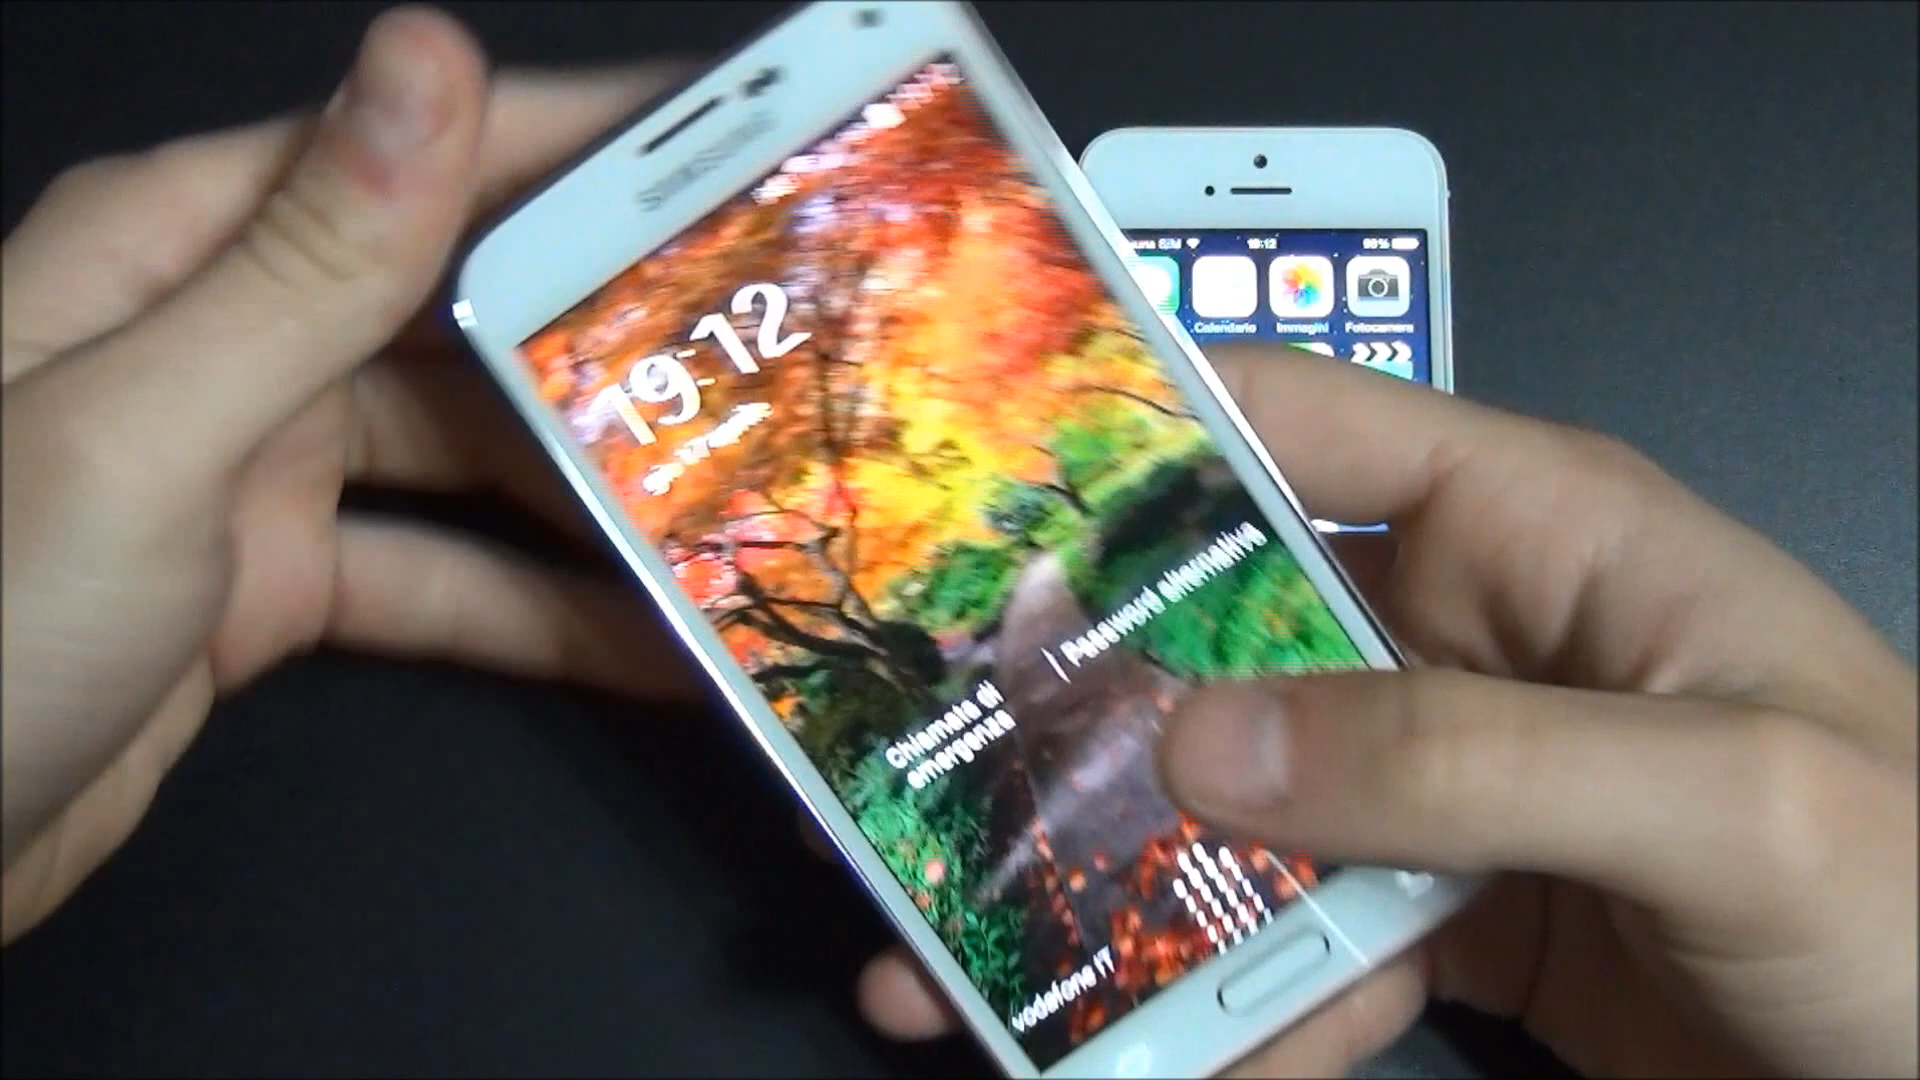 SAMSUNG
19:12
Password alternativa
Chiamata di
emergenza
vodafone IT
19:12
Calendario Immagini Fotocamera